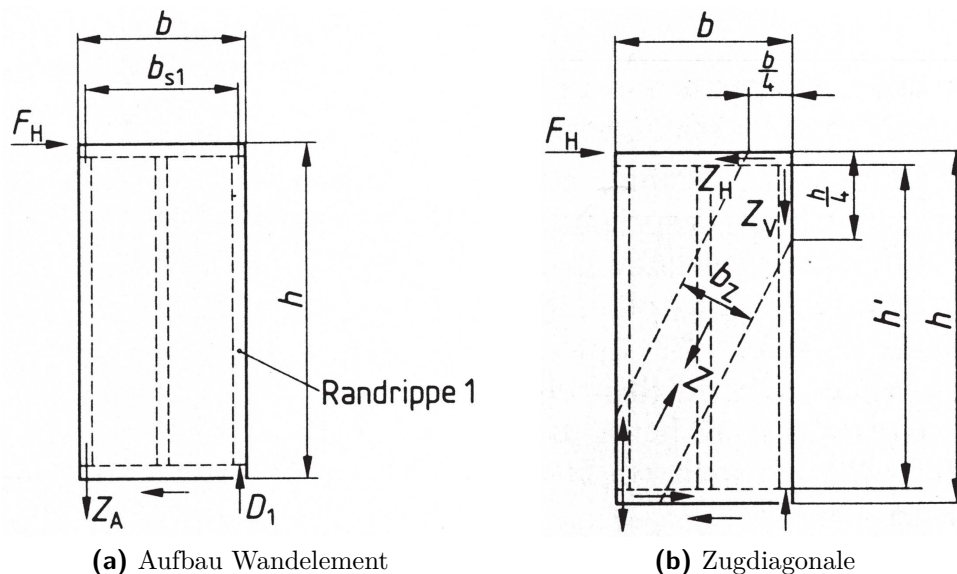 b
b_s1
F_H
h
Randrippe 1
Z_A
D_1
(a) Aufbau Wandelement
b
b/4
F_H
Z_H
Z_V
h/4
b_Z
Z
h'
h
(b) Zugdiagonale